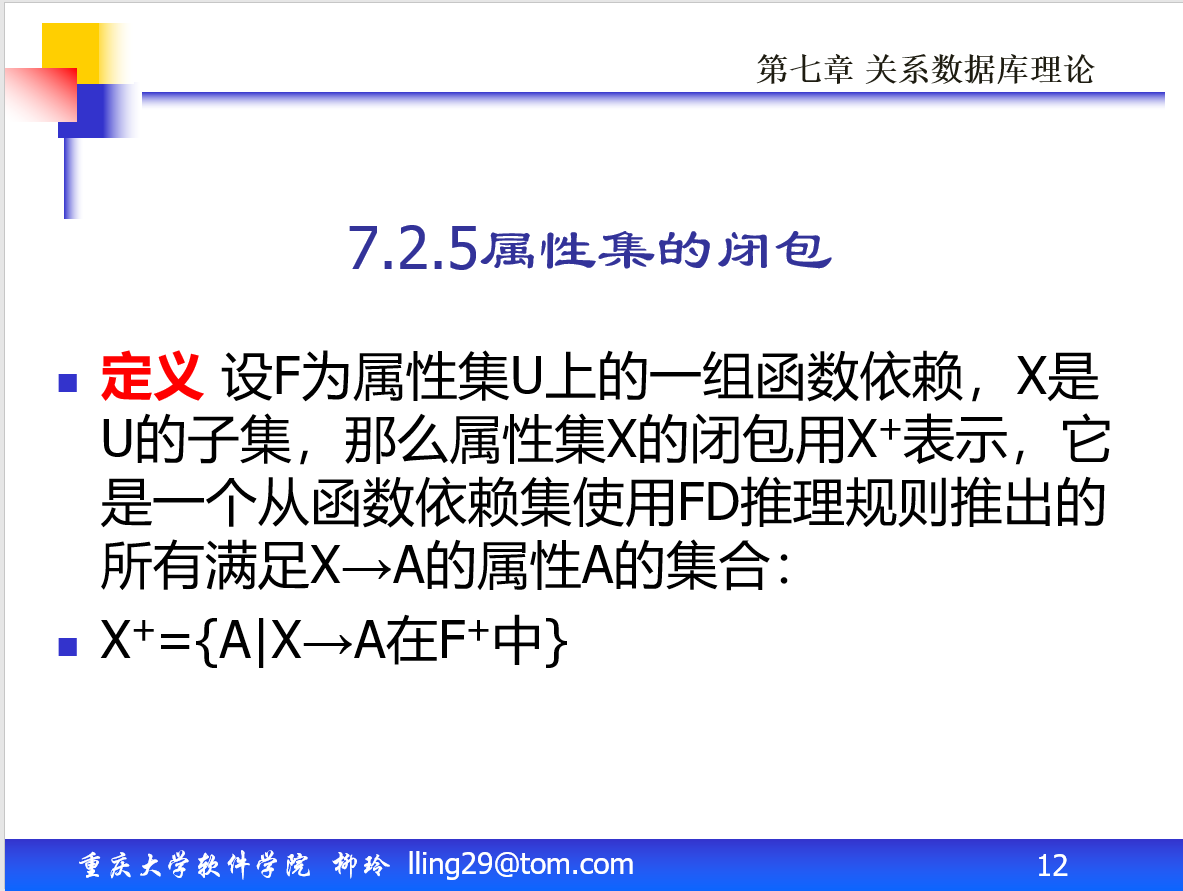 第七章 关系数据库理论
7.2.5属性集的闭包
定义 设F为属性集U上的一组函数依赖，X是
U的子集，那么属性集X的闭包用X⁺表示，它
是一个从函数依赖集使用FD推理规则推出的
所有满足X→A的属性A的集合：
X⁺={A|X→A在F⁺中}
重庆大学软件学院 柳玲 lling29@tom.com
12